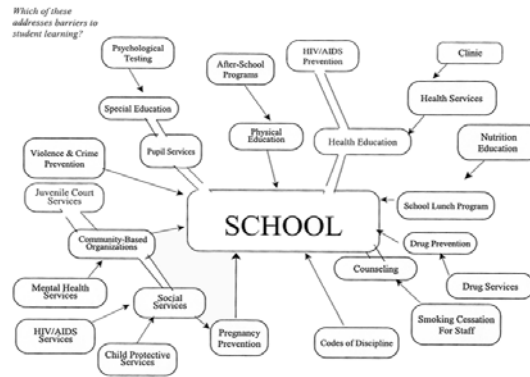 Which of these
addresses barriers to
student learning?
Psychological
Testing
After-School
Programs
HIV/AIDS
Prevention
Clinic
Special Education
Health Services
Physical
Education
Health Education
Nutrition
Education
Violence & Crime
Prevention
Pupil Services
Juvenile Court
Services
School Lunch Program
SCHOOL
Community-Based
Organizations
Drug Prevention
Counseling
Mental Health
Services
Drug Services
Social
Services
HIV/AIDS
Services
Pregnancy
Prevention
Codes of Discipline
Smoking Cessation
For Staff
Child Protective
Services